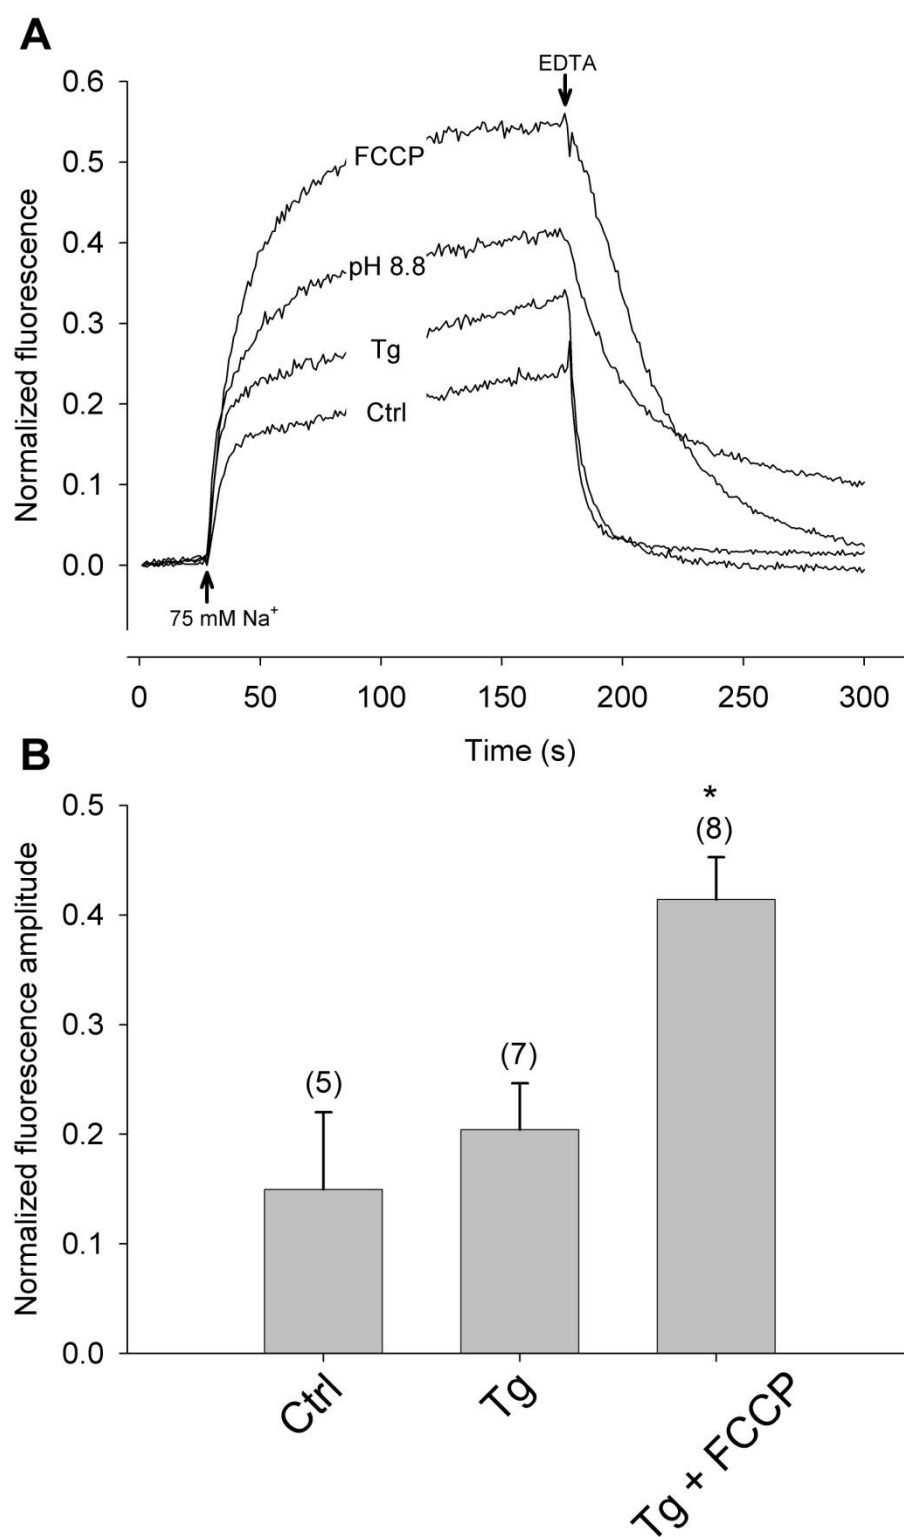 A
EDTA
0.6
0.5
0.4
0.3
0.2
0.1
0.0
Normalized fluorescence
FCCP
pH 8.8
Tg
Ctrl
75 mM Na⁺
0 50 100 150 200 250 300
Time (s)
B
0.5
0.4
0.3
0.2
0.1
0.0
Normalized fluorescence amplitude
*
(8)
(7)
(5)
Ctrl
Tg
Tg + FCCP